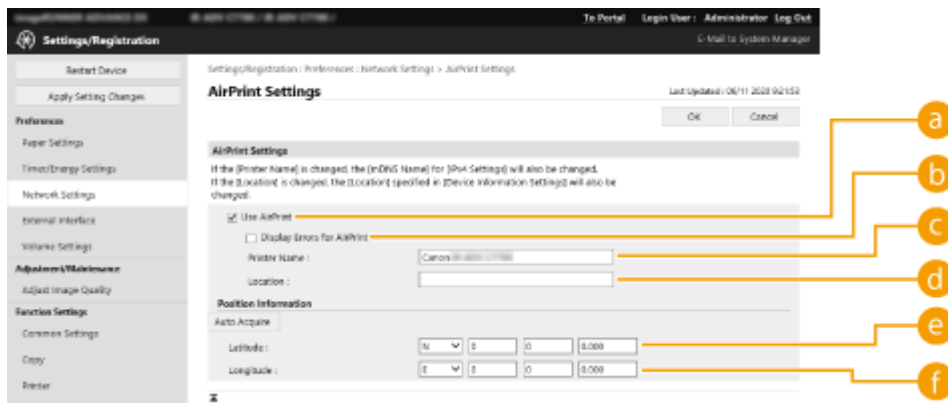 To Portal Login User : Administrator Log Out
Settings/Registration
E-Mail to System Manager
Restart Device
Apply Setting Changes
Preferences
Paper Settings
Timer/Energy Settings
Network Settings
External Interface
Volume Settings
Adjustment/Maintenance
Adjust Image Quality
Function Settings
Common Settings
Copy
Printer
Settings/Registration : Preferences : Network Settings > AirPrint Settings
AirPrint Settings
Last Updated : 06/11 2020 9:21:53
OK Cancel
AirPrint Settings
If the [Printer Name] is changed, the [mDNS Name] for [IPv4 Settings] will also be changed.
If the [Location] is changed, the [Location] specified in [Device Information Settings] will also be
changed.
Use AirPrint
Display Errors for AirPrint
Printer Name : Canon
Location :
Position Information
Auto Acquire
Latitude : N 0 0 0.000
Longitude : E 0 0 0.000
a
b
c
d
e
f